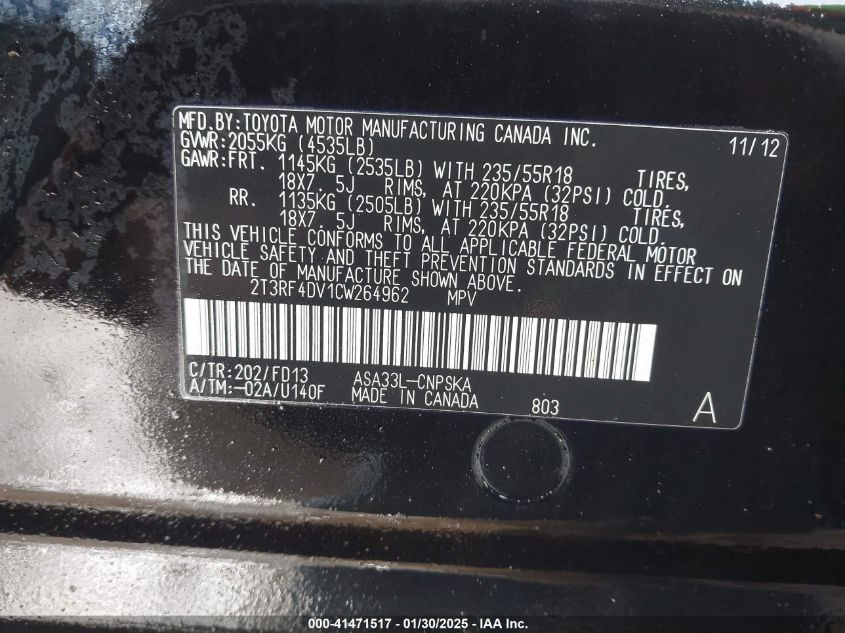 MFD.BY:TOYOTA MOTOR MANUFACTURING CANADA INC. 11/12
GVWR:2055KG (4535LB)
GAWR:FRT. 1145KG (2535LB) WITH 235/55R18 TIRES,
18X7. 5J RIMS, AT 220KPA (32PSI) COLD.
RR. 1135KG (2505LB) WITH 235/55R18 TIRES,
18X7. 5J RIMS, AT 220KPA (32PSI) COLD.
THIS VEHICLE CONFORMS TO ALL APPLICABLE FEDERAL MOTOR
VEHICLE SAFETY AND THEFT PREVENTION STANDARDS IN EFFECT ON
THE DATE OF MANUFACTURE SHOWN ABOVE.
2T3RF4DV1CW264962 MPV
C/TR:202/FD13 ASA33L-CNPSKA
A/TM:-02A/U140F MADE IN CANADA 803 A
000-41471517 - 01/30/2025 - IAA Inc.